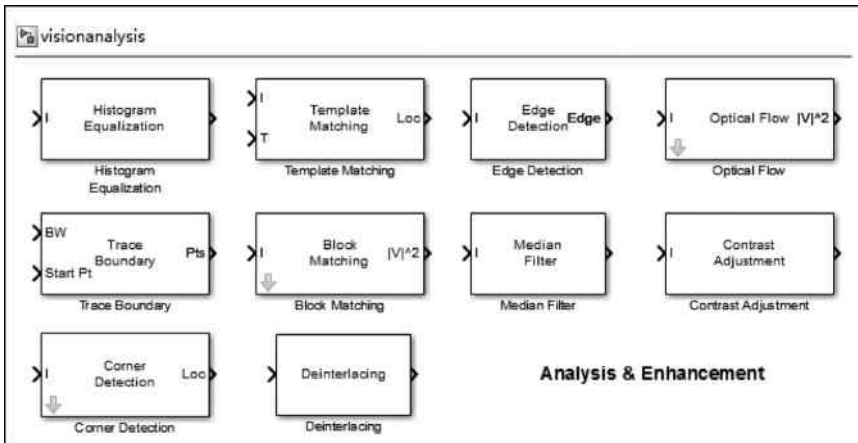 visionanalysis
I
Histogram
Equalization
Histogram
Equalization
I
T
Template
Matching
Loc
Template Matching
I
Edge
Detection
Edge
Edge Detection
I
Optical Flow
|V|^2
Optical Flow
BW
Start Pt
Trace
Boundary
Pts
Trace Boundary
I
Block
Matching
|V|^2
Block Matching
I
Median
Filter
Median Filter
I
Contrast
Adjustment
Contrast Adjustment
I
Corner
Detection
Loc
Corner Detection
Deinterlacing
Deinterlacing
Analysis & Enhancement